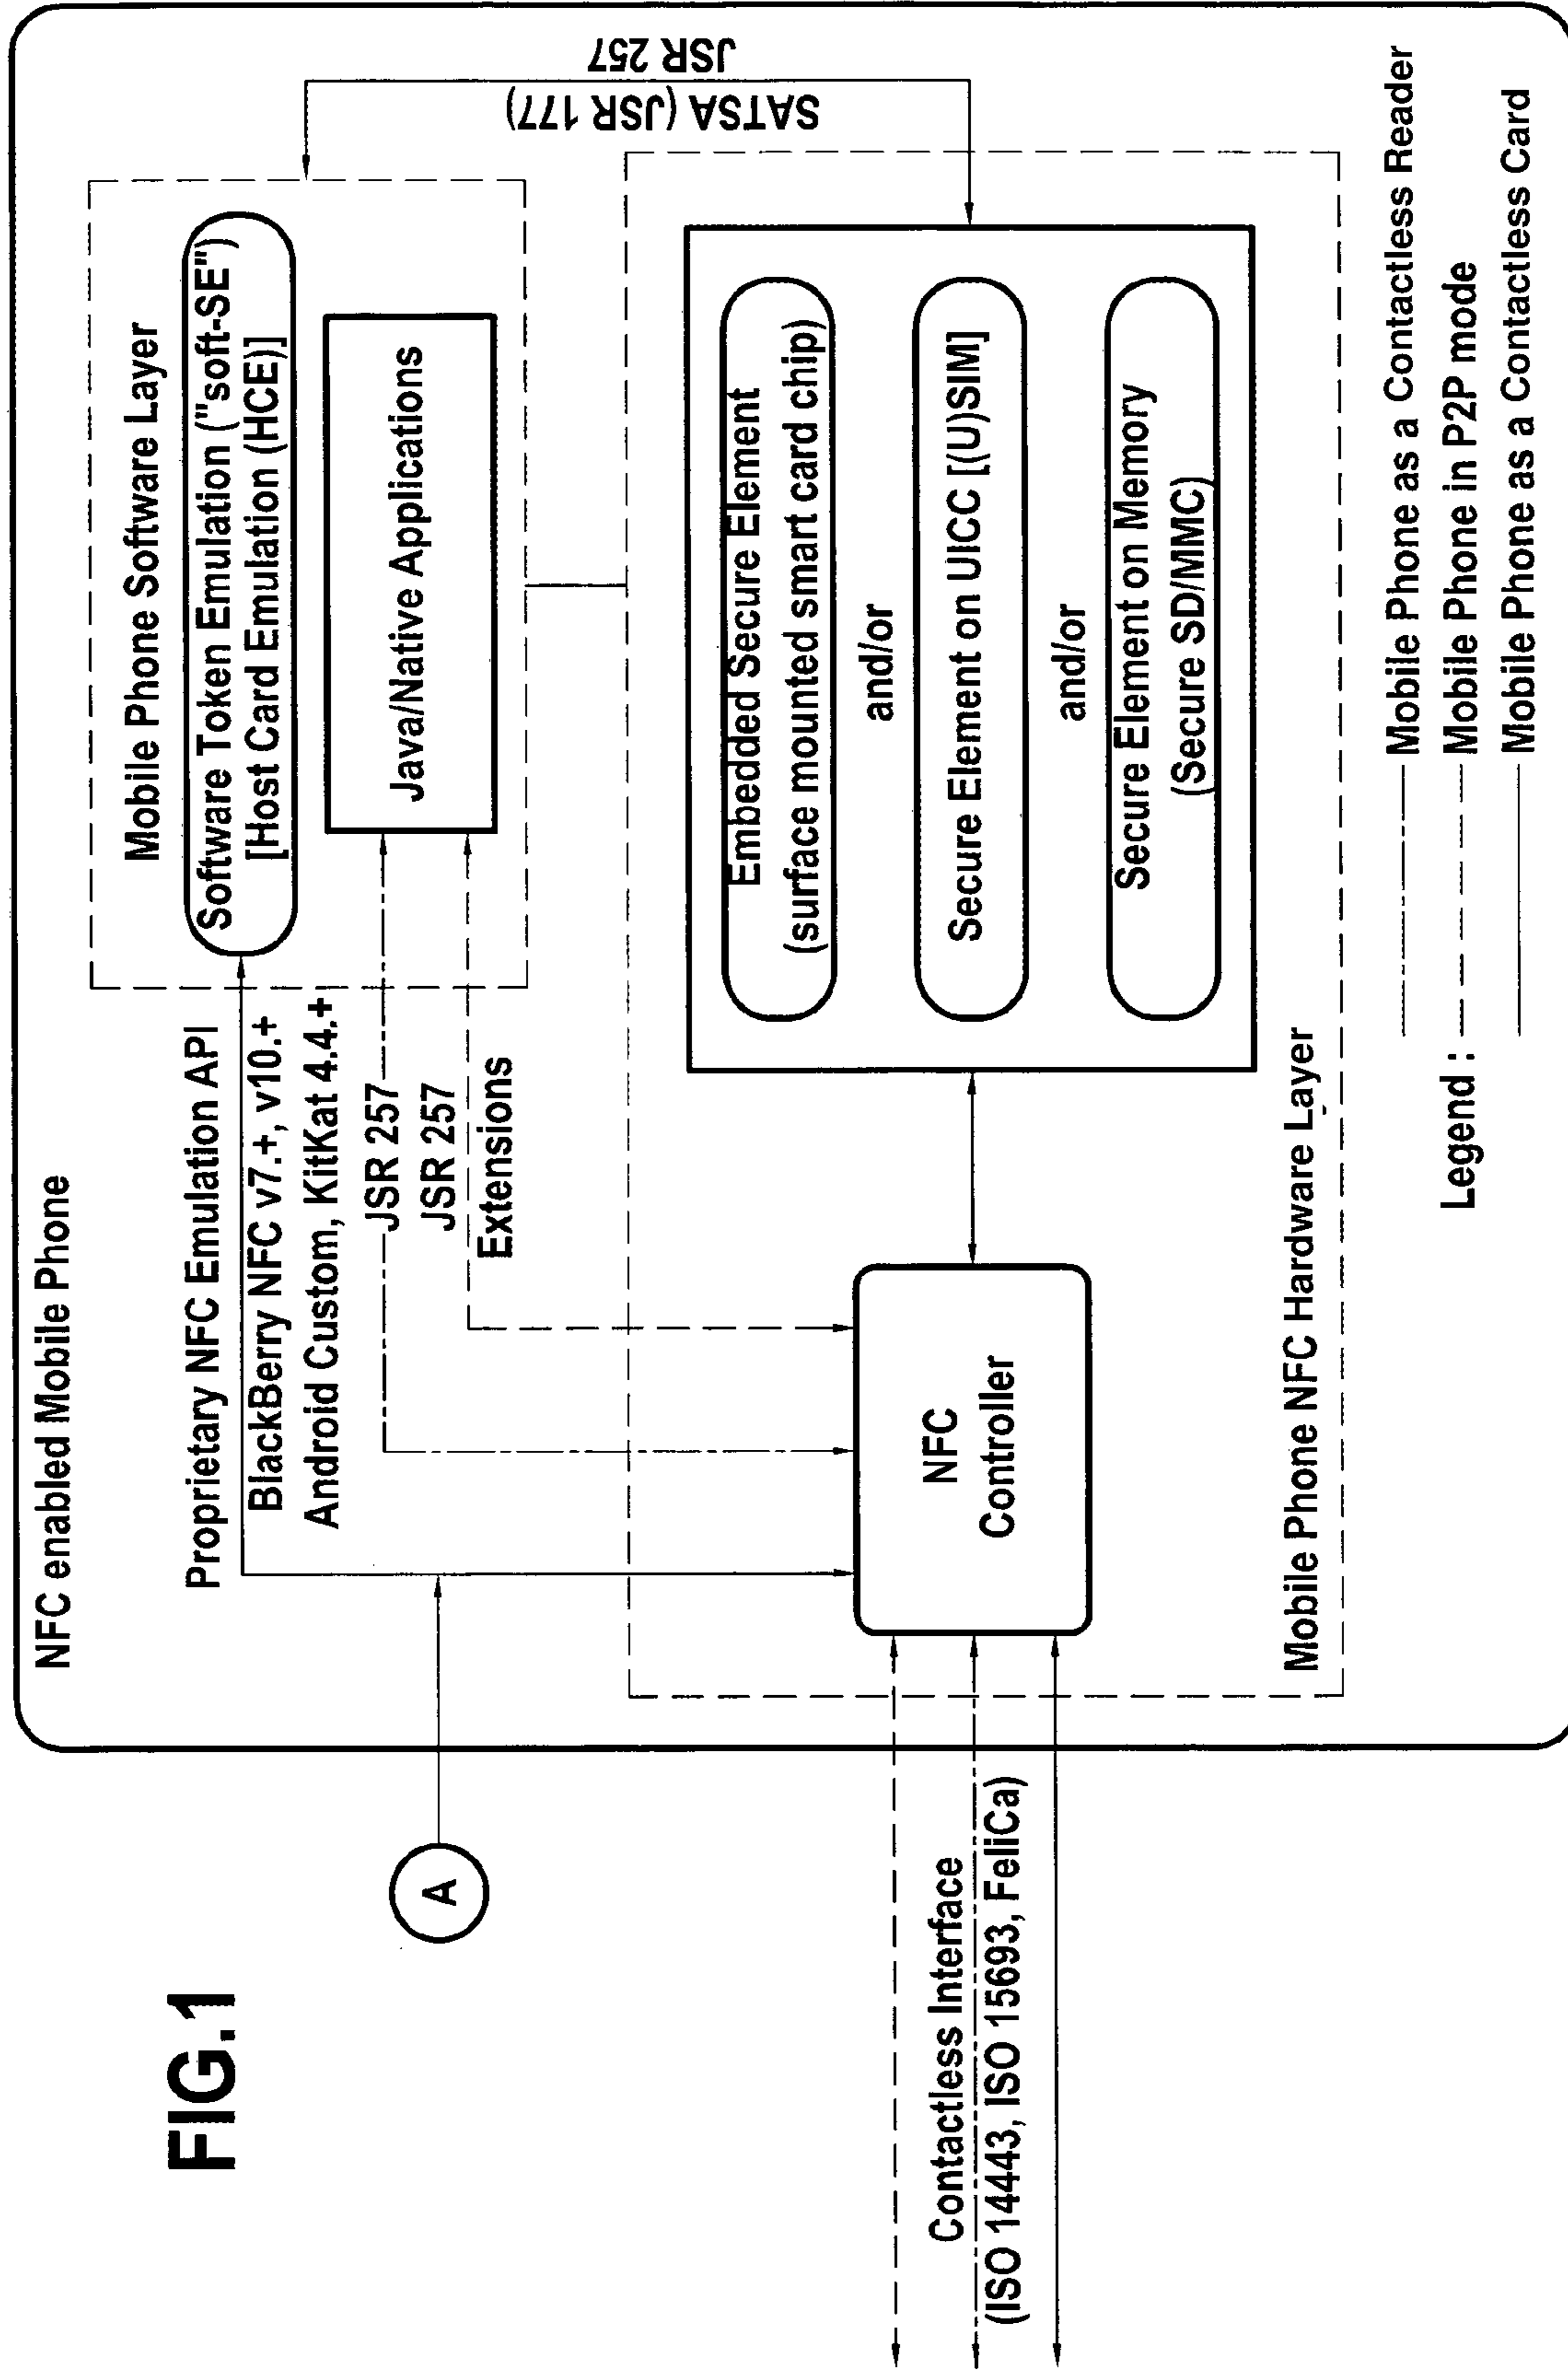 FIG.1
NFC enabled Mobile Phone
A
Proprietary NFC Emulation API
BlackBerry NFC v7.+, v10.+
Android Custom, KitKat 4.4.+
JSR 257
JSR 257
Extensions
Mobile Phone Software Layer
Software Token Emulation ("soft-SE")
[Host Card Emulation (HCE)]
Java/Native Applications
SATSA (JSR 177)
JSR 257
Contactless Interface
(ISO 14443, ISO 15693, FeliCa)
NFC
Controller
Embedded Secure Element
(surface mounted smart card chip)
and/or
Secure Element on UICC [(U)SIM]
and/or
Secure Element on Memory
(Secure SD/MMC)
Mobile Phone NFC Hardware Layer
Legend :
Mobile Phone as a Contactless Reader
Mobile Phone in P2P mode
Mobile Phone as a Contactless Card